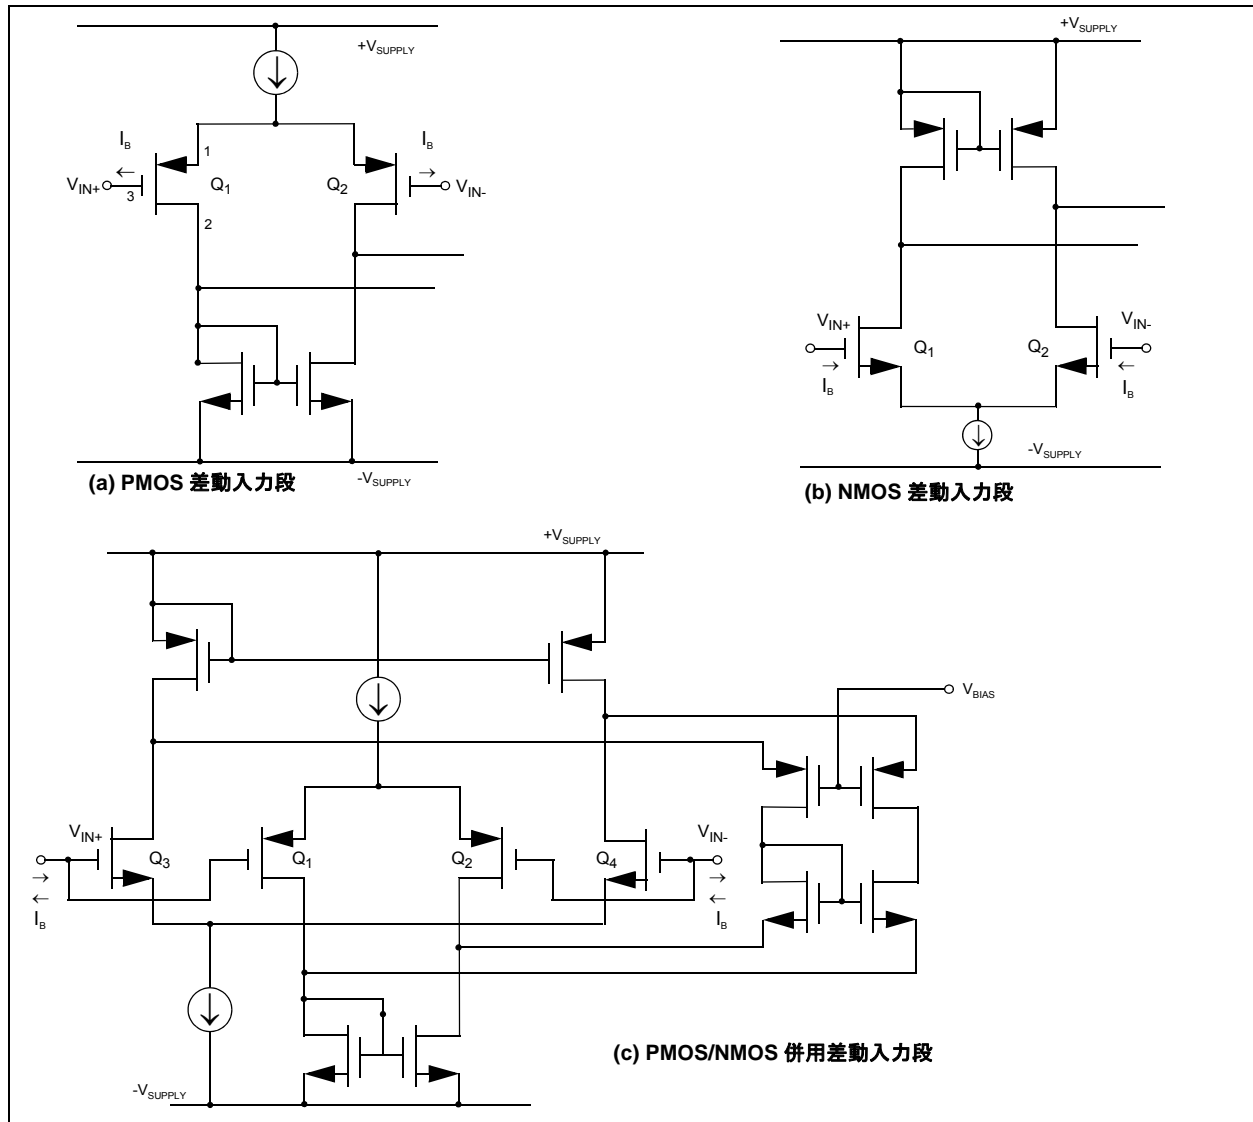 +VSUPPLY
IB
IB
1
VIN+
3
Q1
Q2
VIN-
2
-VSUPPLY
(a) PMOS 差動入力段
+VSUPPLY
VIN+
VIN-
Q1
Q2
IB
IB
-VSUPPLY
(b) NMOS 差動入力段
+VSUPPLY
VBIAS
VIN+
Q3
Q1
Q2
Q4
VIN-
IB
IB
-VSUPPLY
(c) PMOS/NMOS 併用差動入力段